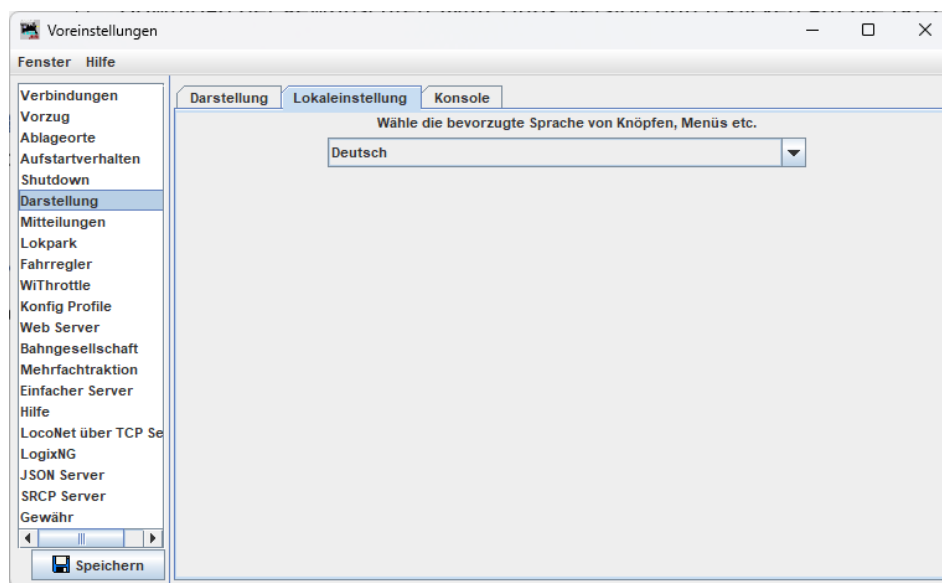 Voreinstellungen
Fenster Hilfe
Verbindungen
Vorzug
Ablageorte
Aufstartverhalten
Shutdown
Darstellung
Mitteilungen
Lokpark
Fahrregler
WiThrottle
Konfig Profile
Web Server
Bahngesellschaft
Mehrfachtraktion
Einfacher Server
Hilfe
LocoNet über TCP Se
LogixNG
JSON Server
SRCP Server
Gewähr
Speichern
Darstellung Lokaleinstellung Konsole
Wähle die bevorzugte Sprache von Knöpfen, Menüs etc.
Deutsch